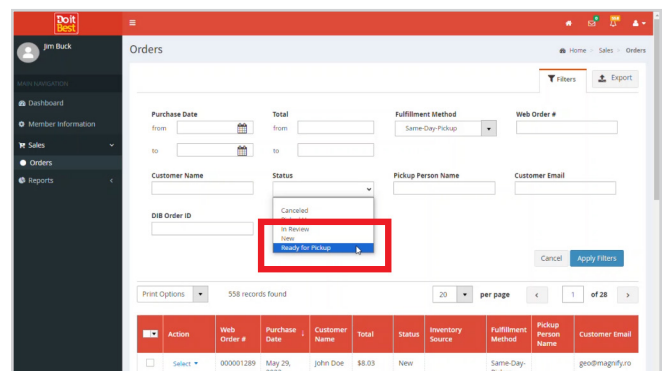 Do it
Best
Jim Buck
Orders
Home > Sales > Orders
MAIN NAVIGATION
Filters
Export
Dashboard
Member Information
Sales
Orders
Reports
Purchase Date
Total
Fulfillment Method
Web Order #
from
from
Same-Day-Pickup
to
to
Customer Name
Status
Pickup Person Name
Customer Email
Canceled
In Review
New
Ready for Pickup
DIB Order ID
Cancel
Apply Filters
Print Options
558 records found
20
per page
<
1
of 28
>
Action
Web Order #
Purchase Date ↓
Customer Name
Total
Status
Inventory Source
Fulfillment Method
Pickup Person Name
Customer Email
Select
000001289
May 29,
John Doe
$8.03
New
Same-Day-
geo@magnify.ro